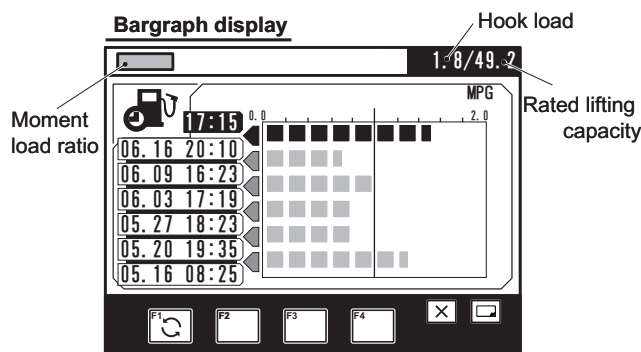 Bargraph display
Hook load
1.8/49.2
MPG
Rated lifting
capacity
Moment
load ratio
17:15
0.0
2.0
06.16 20:10
06.09 16:23
06.03 17:19
05.27 18:23
05.20 19:35
05.16 08:25
F1
F2
F3
F4